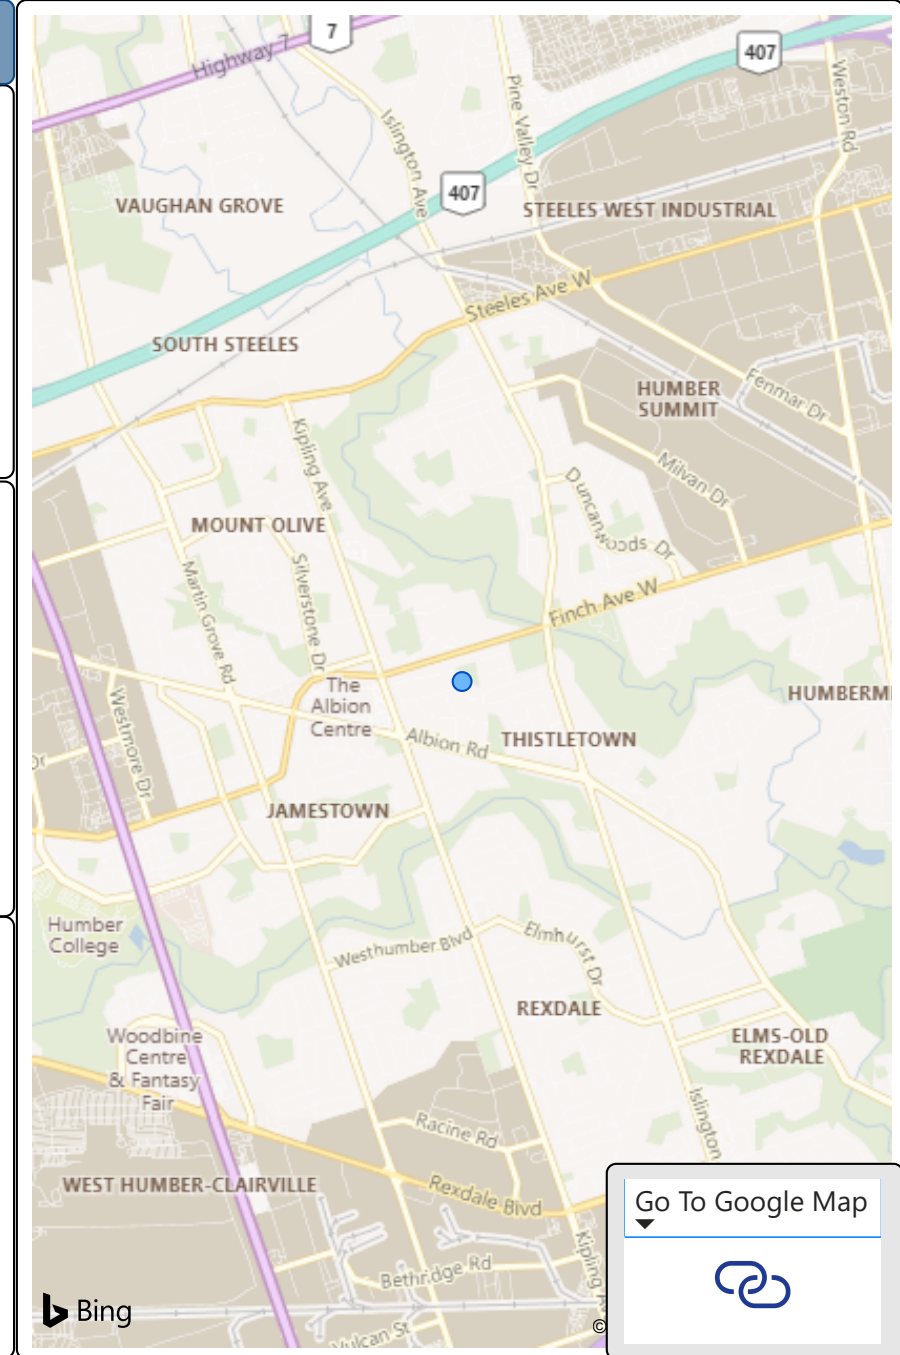 7
Highway 7
407
Weston Rd
Pine Valley Dr
Islington Ave
407
VAUGHAN GROVE
STEELES WEST INDUSTRIAL
Steeles Ave W
SOUTH STEELES
HUMBER
SUMMIT
Fenmar Dr
Kipling Ave
Milvan Dr
Duncanwoods Dr
MOUNT OLIVE
Silverstone Dr
Martin Grove Rd
Finch Ave W
The
Albion
Centre
HUMBERM
Westmore Dr
Albion Rd
THISTLETOWN
Dr
JAMESTOWN
Humber
College
Westhumber Blvd
Elmhurst Dr
REXDALE
Woodbine
Centre
& Fantasy
Fair
ELMS-OLD
REXDALE
Racine Rd
Islington
WEST HUMBER-CLAIRVILLE
Rexdale Blvd
Go To Google Map
Kipling A
Bethridge Rd
Bing
Vulcan St
©